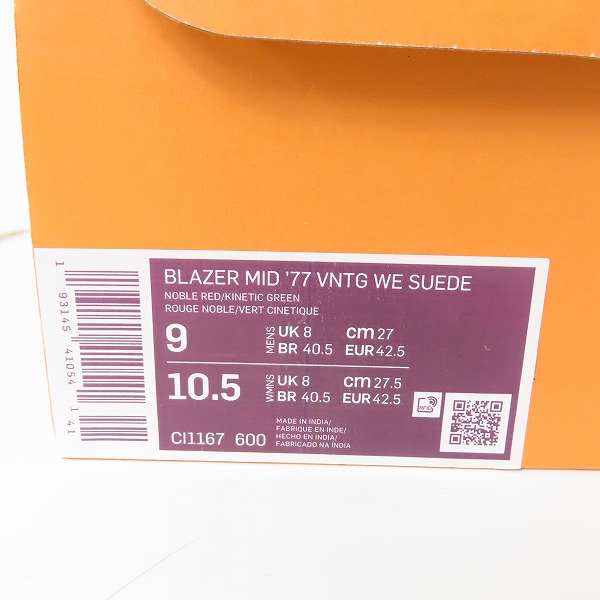 BLAZER MID '77 VNTG WE SUEDE
NOBLE RED/KINETIC GREEN
ROUGE NOBLE/VERT CINETIQUE
9 MENS UK 8 cm 27
BR 40.5 EUR 42.5
10.5 WMNS UK 8 cm 27.5
BR 40.5 EUR 42.5
CI1167 600
MADE IN INDIA/
FABRIQUE EN INDE/
HECHO EN INDIA/
FABRICADO NA INDIA
RFID
1 93145 41054 141